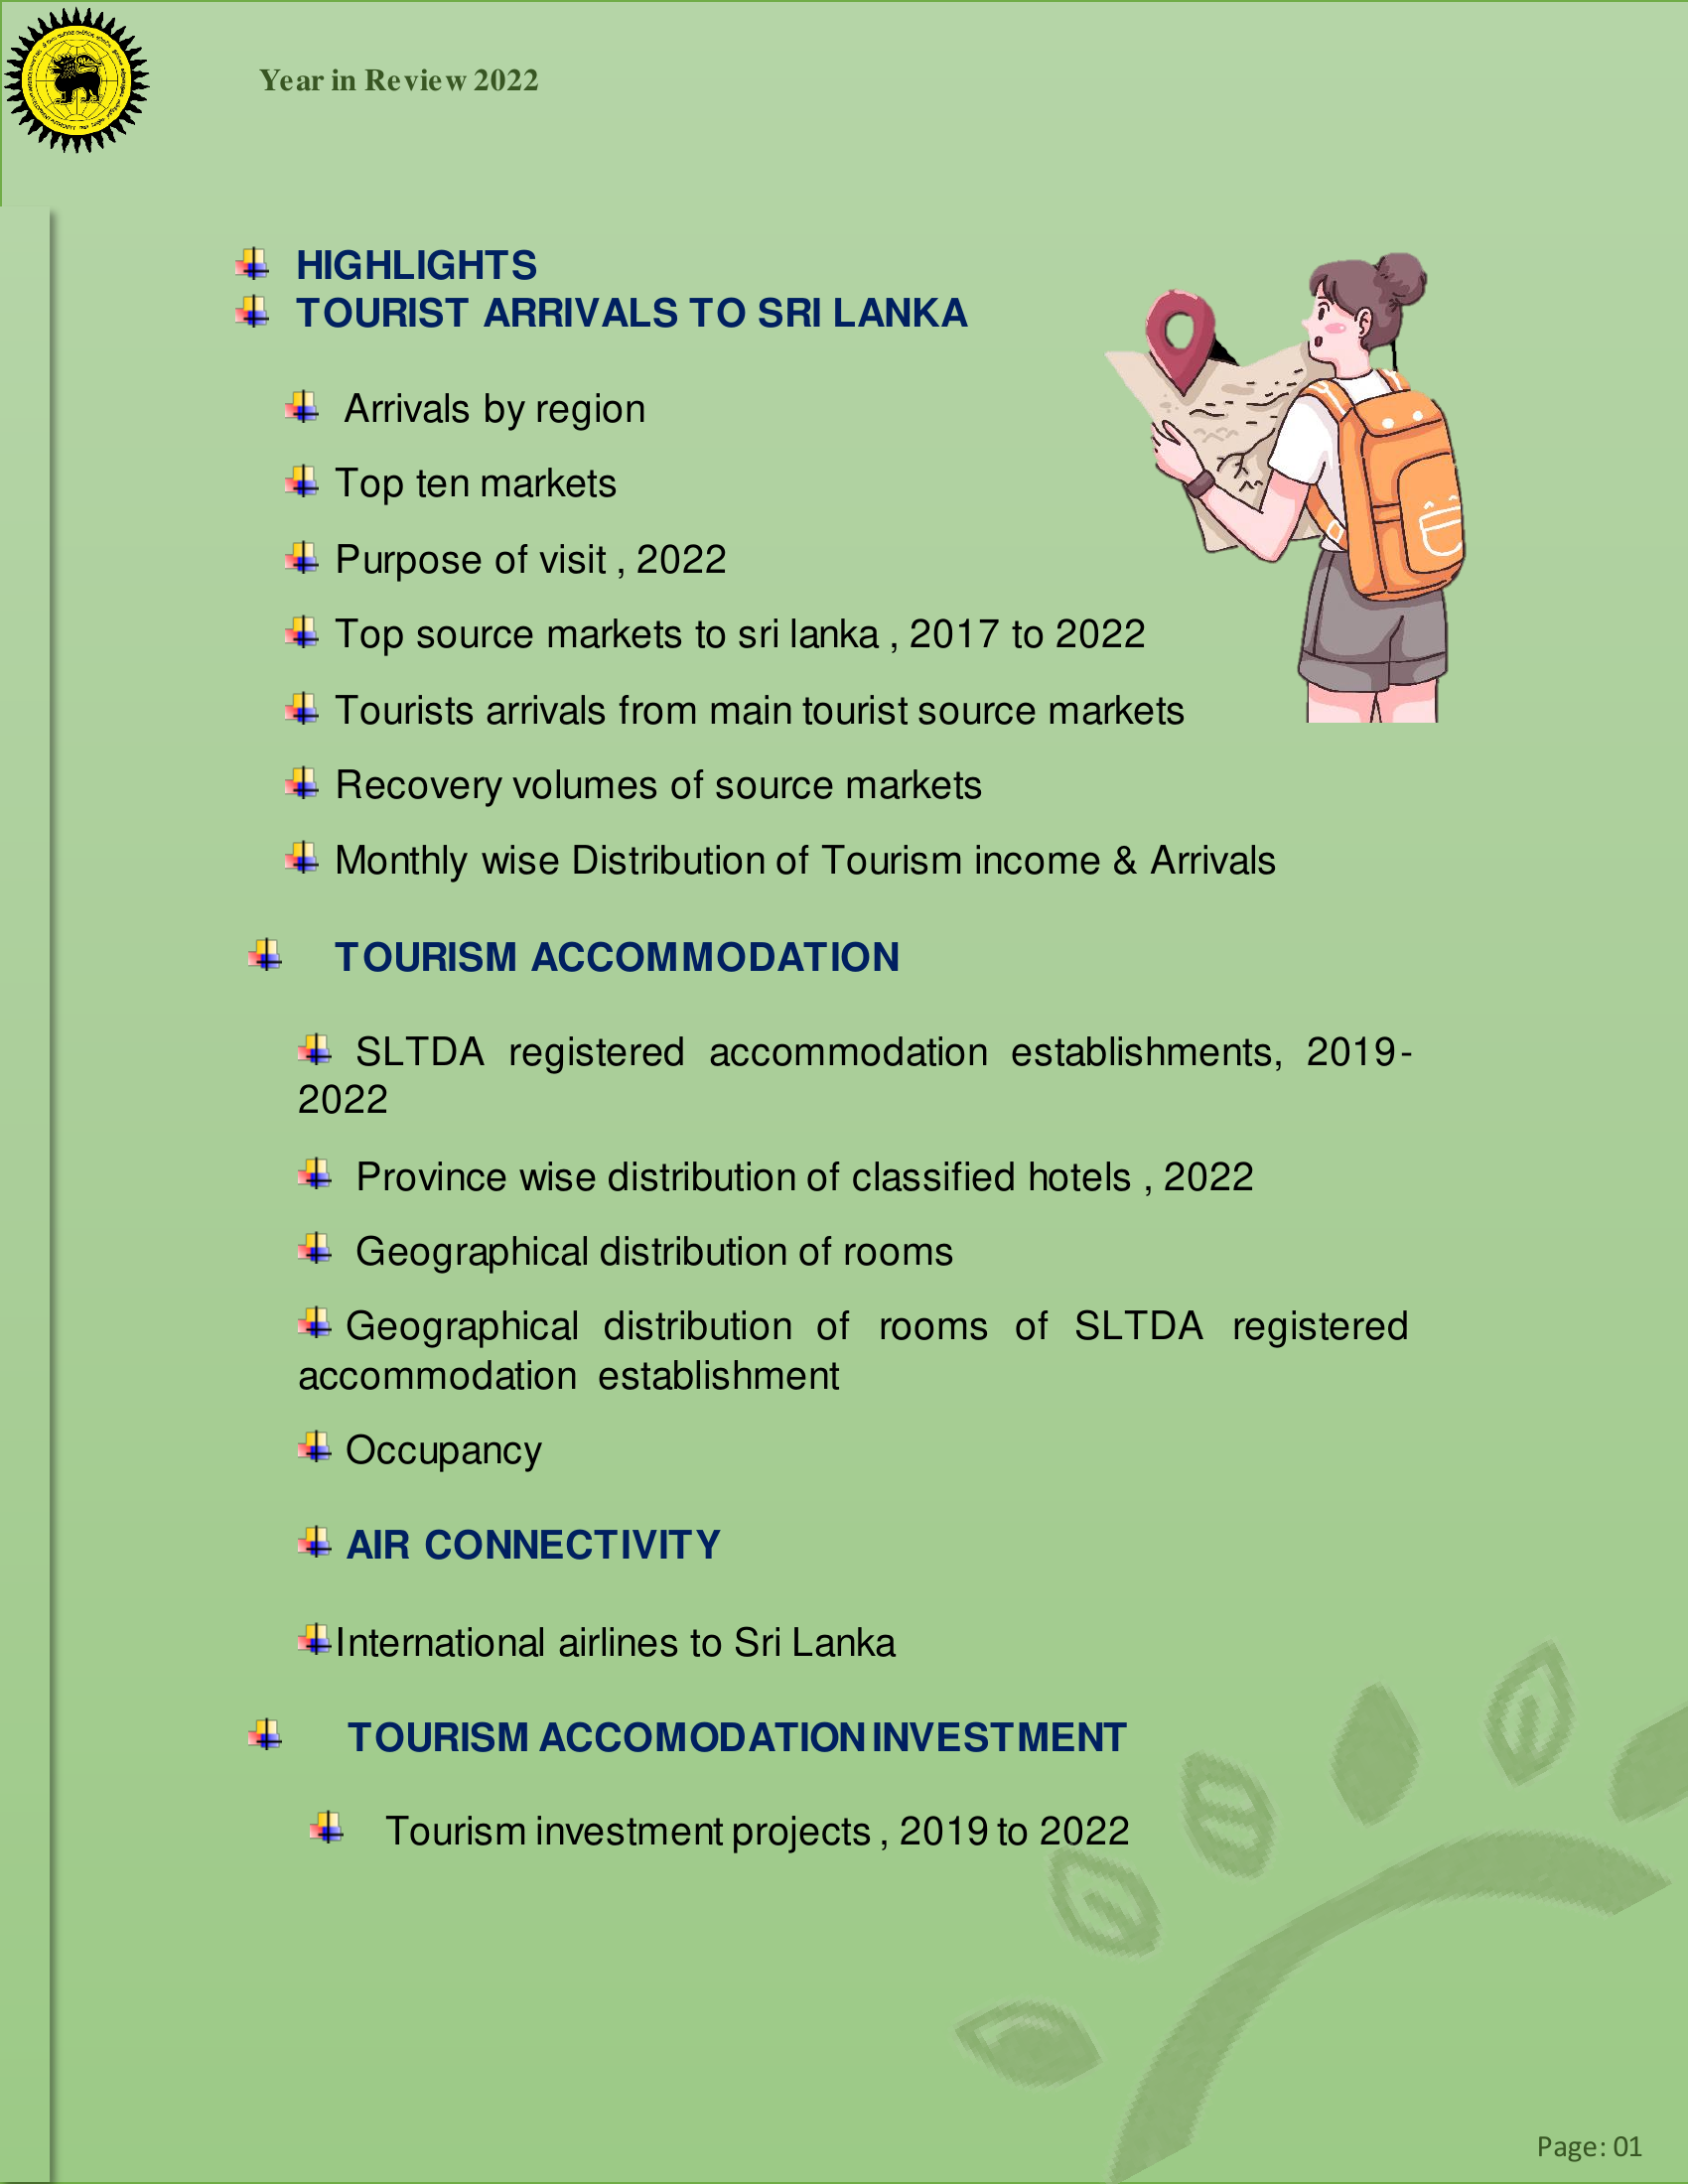 Year in Review 2022
HIGHLIGHTS
TOURIST ARRIVALS TO SRI LANKA
Arrivals by region
Top ten markets
Purpose of visit , 2022
Top source markets to sri lanka , 2017 to 2022
Tourists arrivals from main tourist source markets
Recovery volumes of source markets
Monthly wise Distribution of Tourism income & Arrivals
TOURISM ACCOMMODATION
SLTDA registered accommodation establishments, 2019-
2022
Province wise distribution of classified hotels , 2022
Geographical distribution of rooms
Geographical distribution of rooms of SLTDA registered
accommodation establishment
Occupancy
AIR CONNECTIVITY
International airlines to Sri Lanka
TOURISM ACCOMODATION INVESTMENT
Tourism investment projects , 2019 to 2022
Page: 01